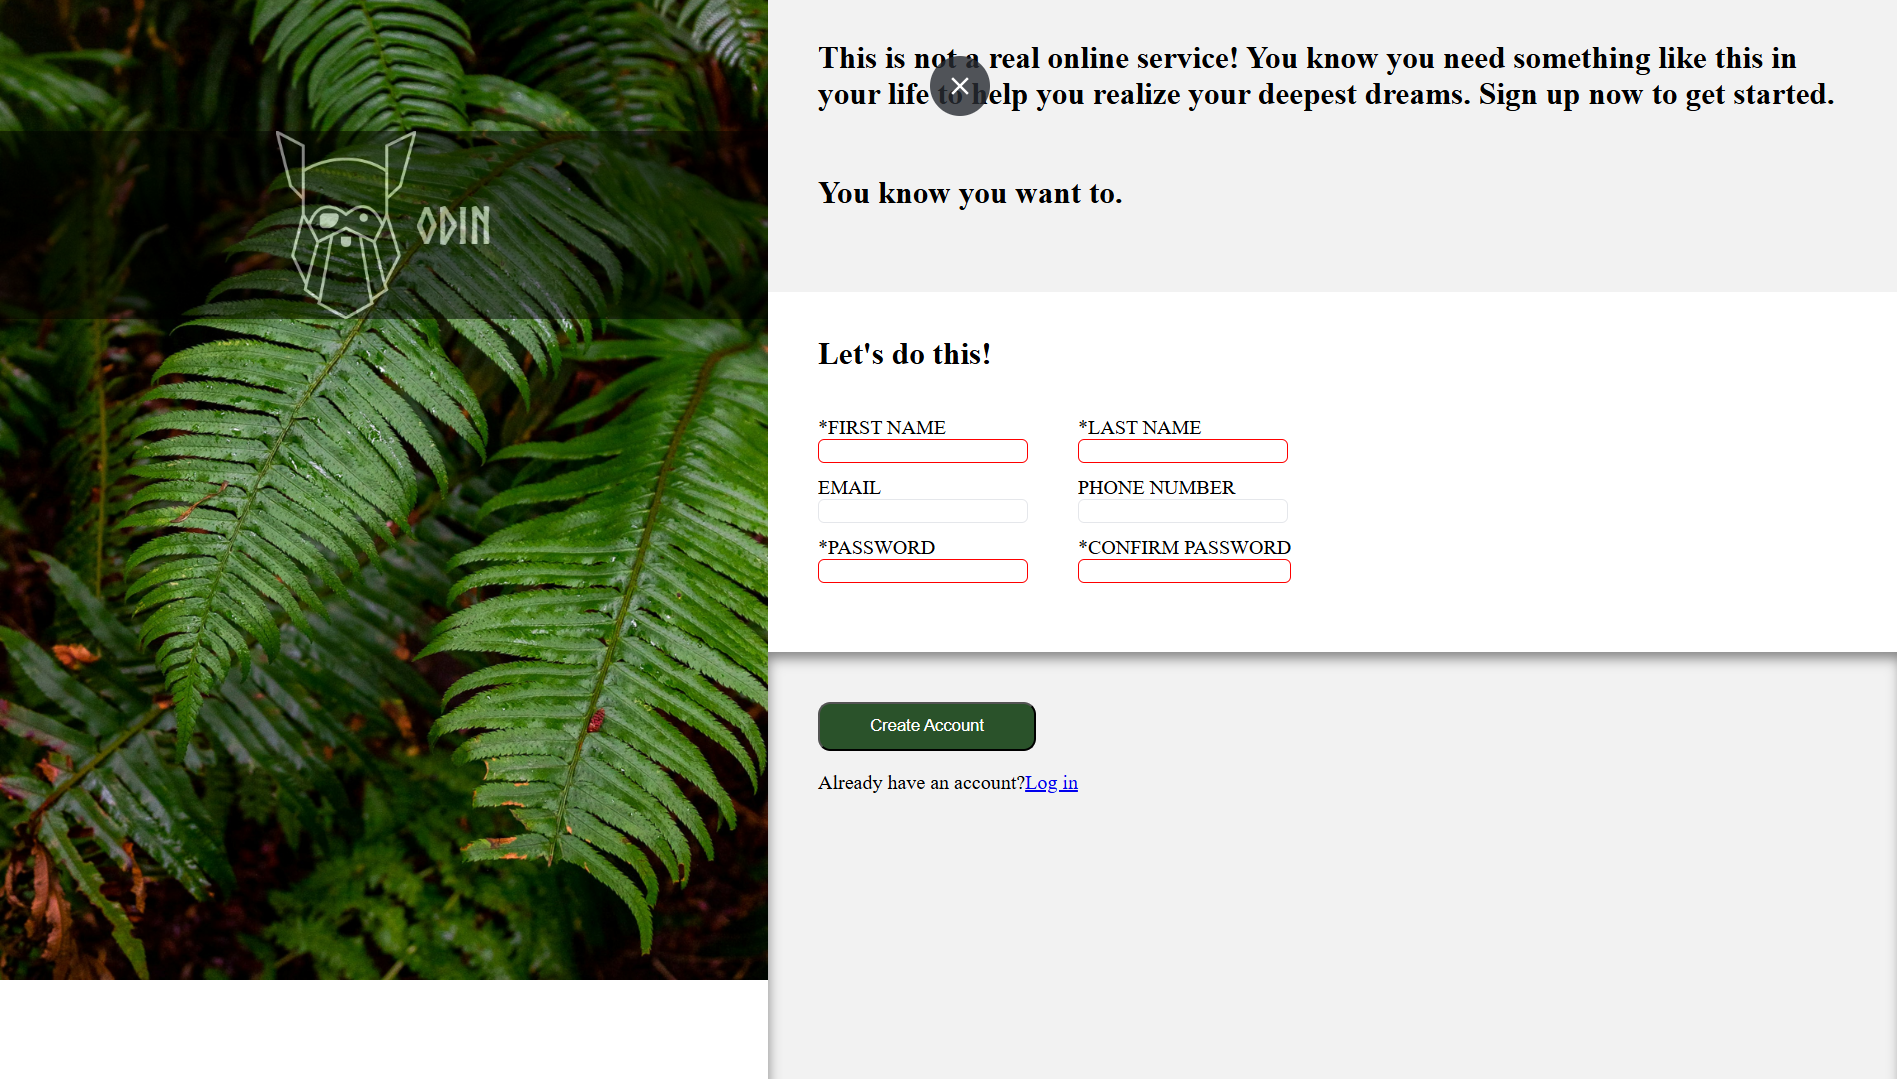 This is not a real online service! You know you need something like this in
your life to help you realize your deepest dreams. Sign up now to get started.
You know you want to.
ODIN
Let's do this!
*FIRST NAME
*LAST NAME
EMAIL
PHONE NUMBER
*PASSWORD
*CONFIRM PASSWORD
Create Account
Already have an account?Log in